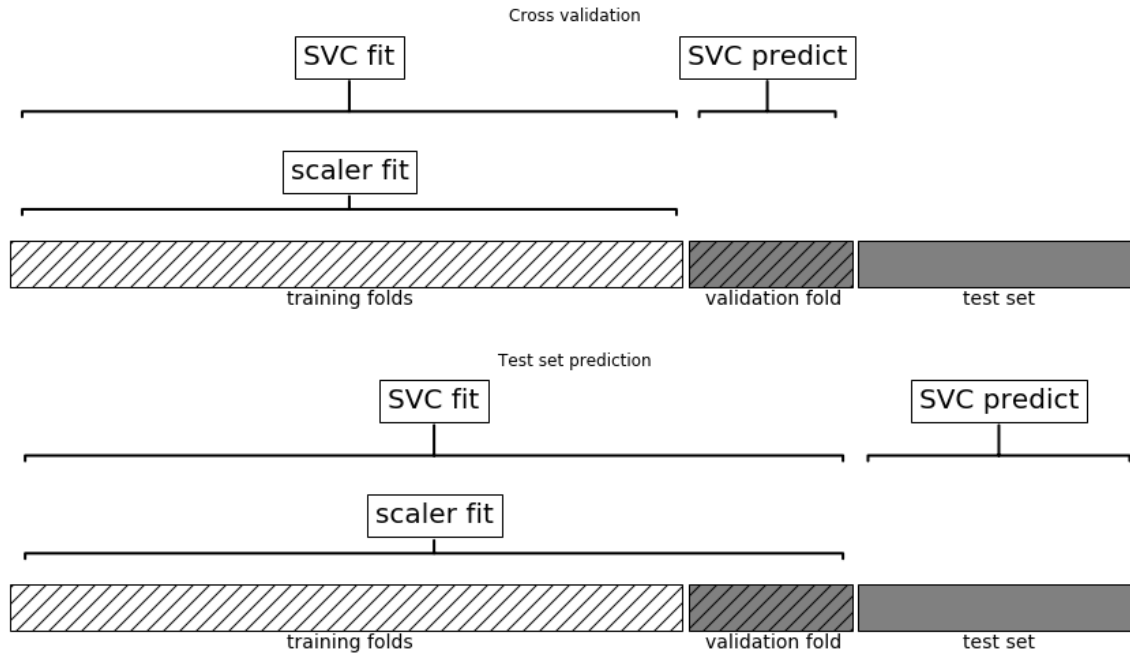 Cross validation
SVC fit
SVC predict
scaler fit
training folds
validation fold
test set
Test set prediction
SVC fit
SVC predict
scaler fit
training folds
validation fold
test set